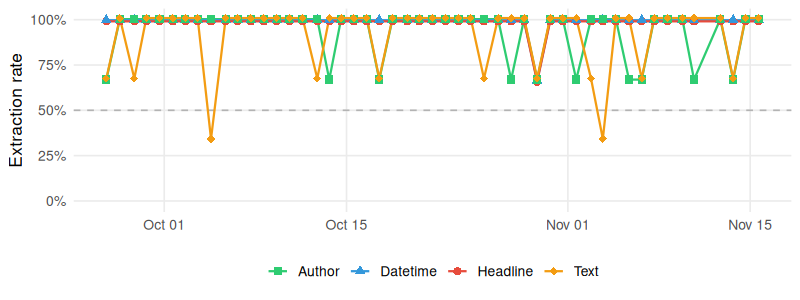 Extraction rate
100%
75%
50%
25%
0%
Oct 01 Oct 15 Nov 01 Nov 15
Author Datetime Headline Text